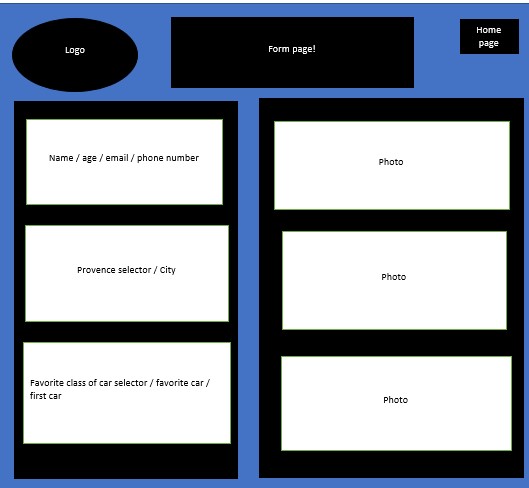 Logo
Form page!
Home
page
Name / age / email / phone number
Provence selector / City
Favorite class of car selector / favorite car /
first car
Photo
Photo
Photo